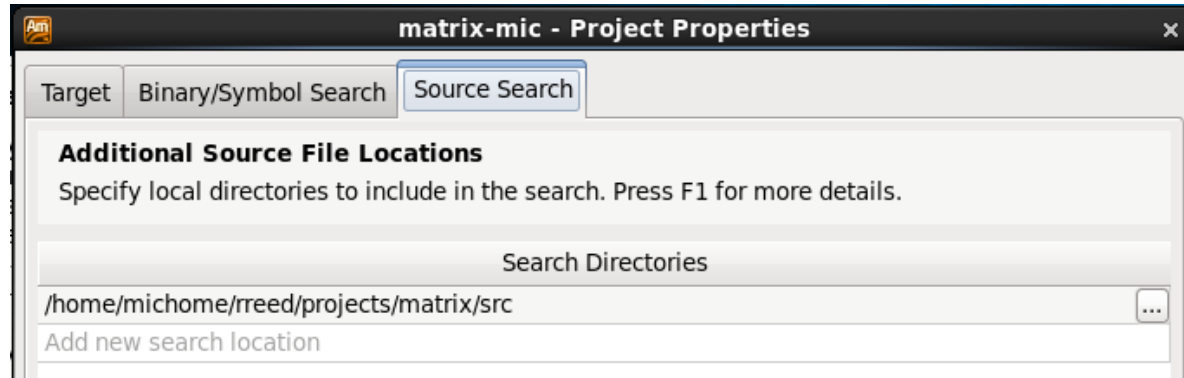 Am
matrix-mic - Project Properties
Target Binary/Symbol Search Source Search
Additional Source File Locations
Specify local directories to include in the search. Press F1 for more details.
Search Directories
/home/michome/rreed/projects/matrix/src
...
Add new search location